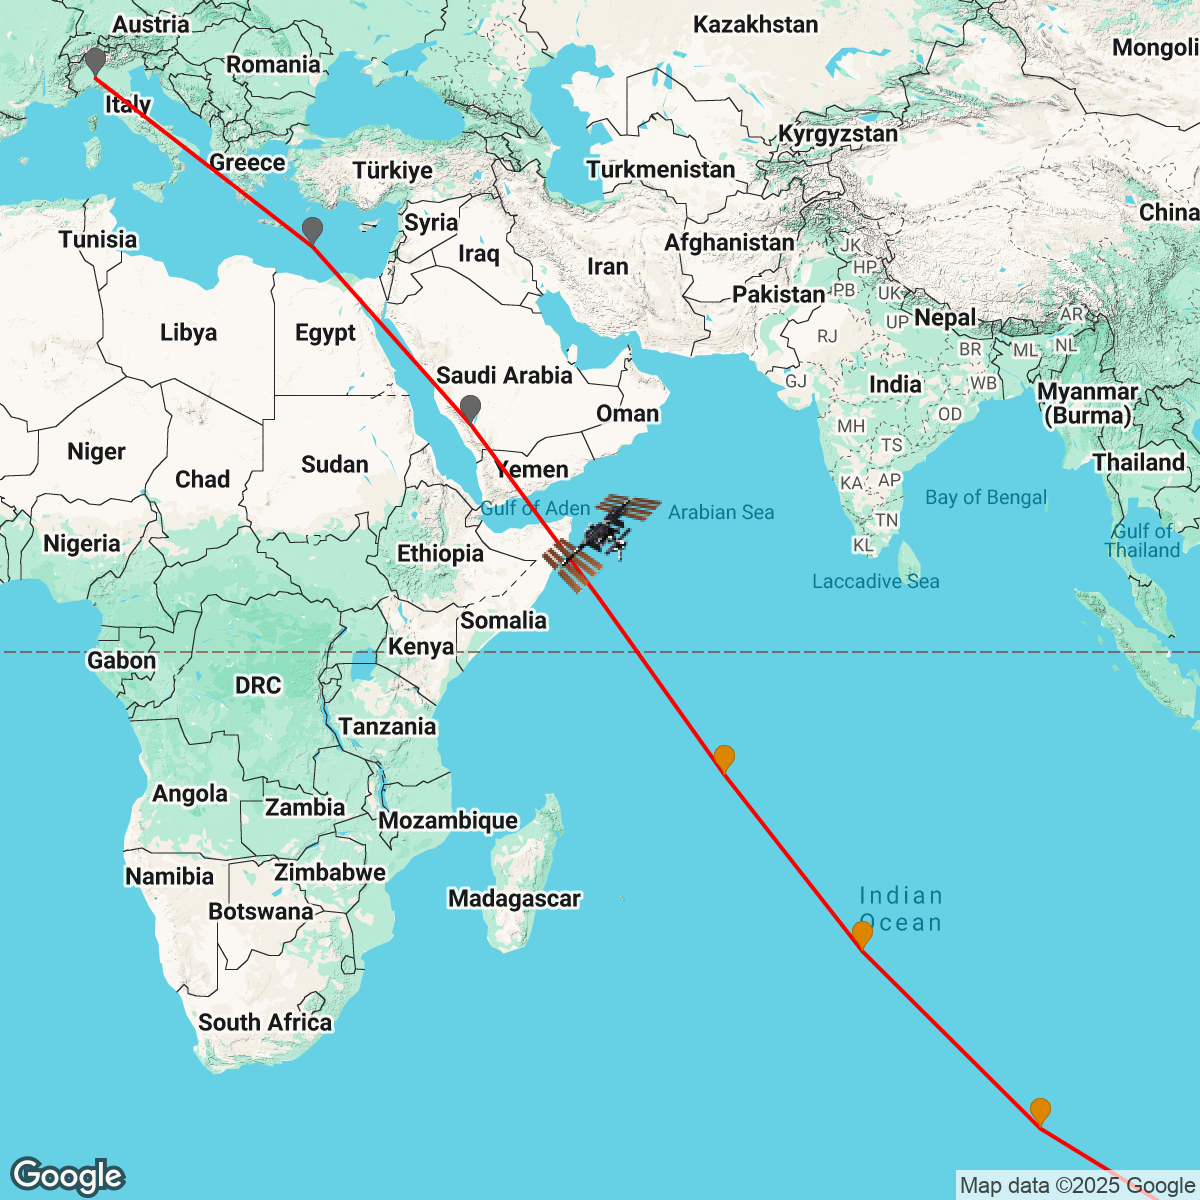 Austria
Kazakhstan
Mongoli
Romania
Italy
Kyrgyzstan
Greece
Türkiye
Turkmenistan
China
Syria
Tunisia
Iraq
Afghanistan
JK
HP
Iran
Pakistan
PB
UK
Libya
Egypt
UP
Nepal
AR
RJ
BR
ML
NL
Saudi Arabia
GJ
India
WB
Myanmar
(Burma)
Oman
MH
OD
TS
Niger
Chad
Sudan
Yemen
Thailand
KA
AP
Gulf of Aden
Arabian Sea
Bay of Bengal
TN
Nigeria
Ethiopia
KL
Gulf of
Thailand
Laccadive Sea
Somalia
Gabon
Kenya
DRC
Tanzania
Angola
Zambia
Mozambique
Namibia
Zimbabwe
Botswana
Madagascar
Indian
Ocean
South Africa
Google
Map data ©2025 Google